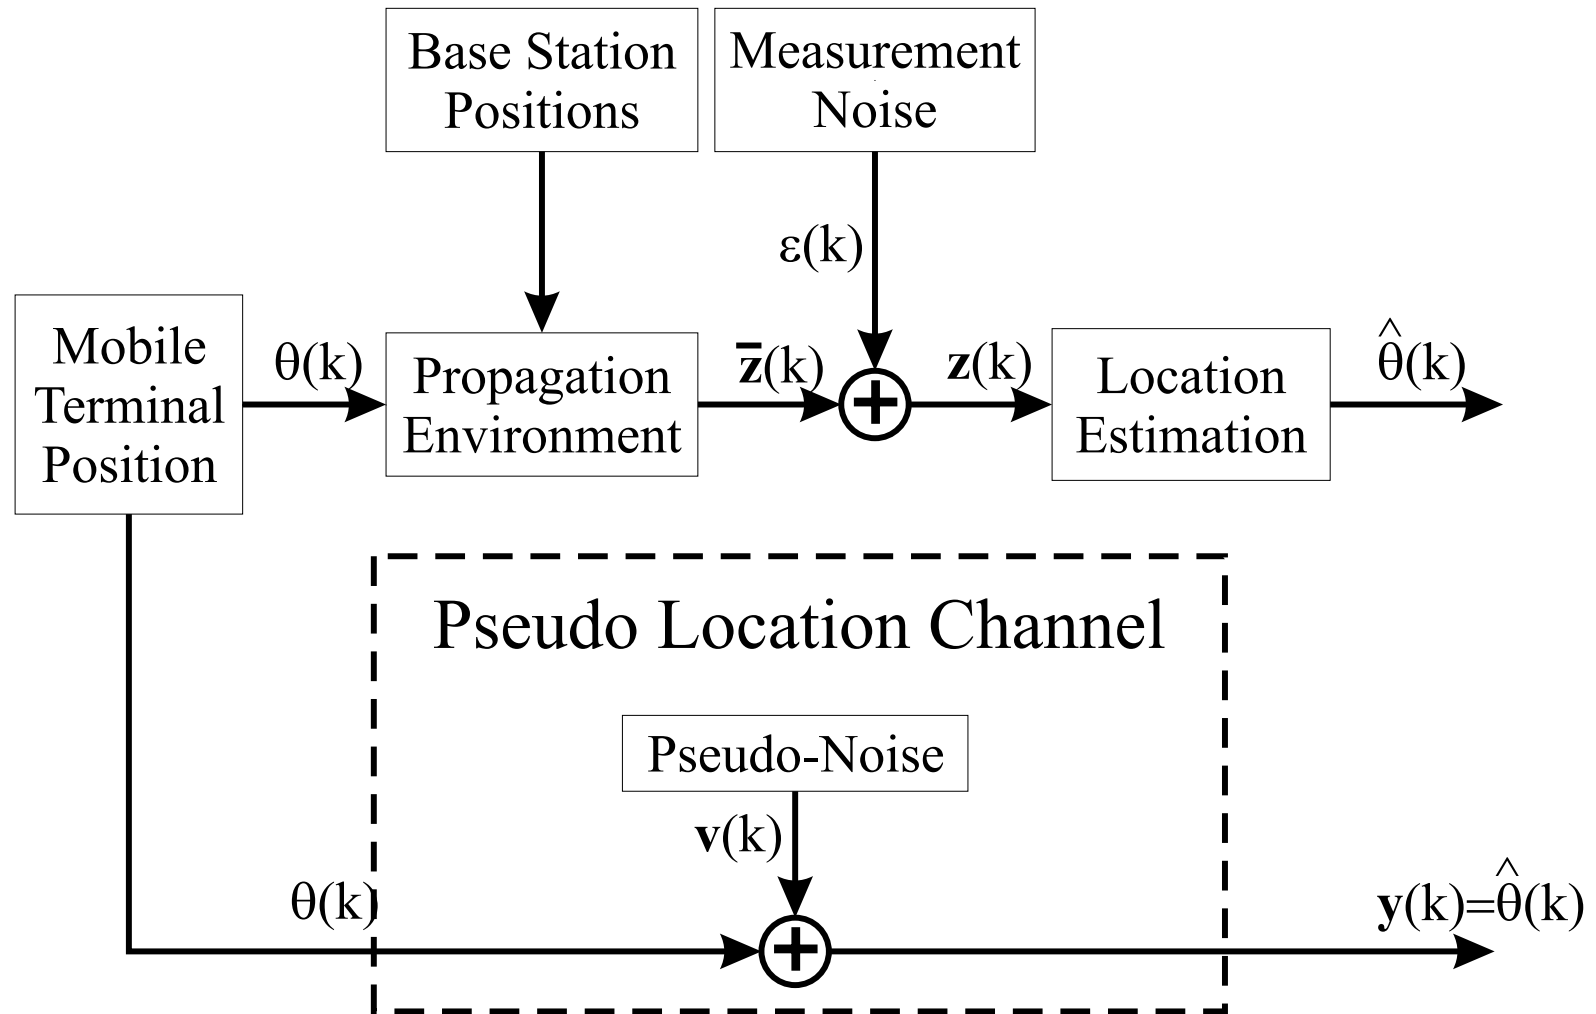 Base Station
Positions
Measurement
Noise
ε(k)
Mobile
Terminal
Position
θ(k)
Propagation
Environment
z̄(k)
+
z(k)
Location
Estimation
θ̂(k)
Pseudo Location Channel
Pseudo-Noise
v(k)
θ(k)
+
y(k)=θ̂(k)